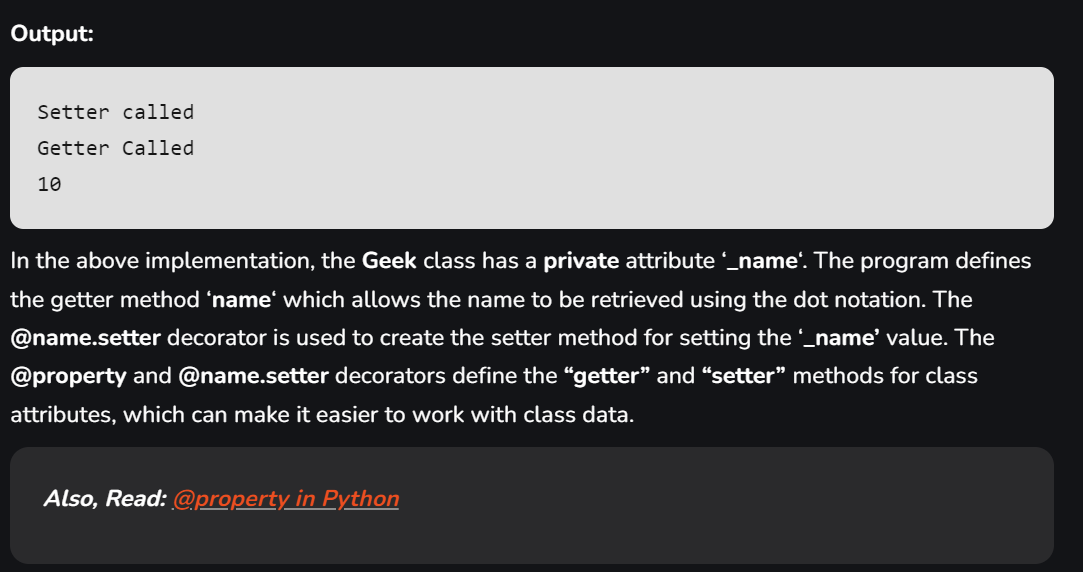 Output:
Setter called
Getter Called
10
In the above implementation, the Geek class has a private attribute ‘_name‘. The program defines
the getter method ‘name‘ which allows the name to be retrieved using the dot notation. The
@name.setter decorator is used to create the setter method for setting the ‘_name’ value. The
@property and @name.setter decorators define the “getter” and “setter” methods for class
attributes, which can make it easier to work with class data.
Also, Read: @property in Python